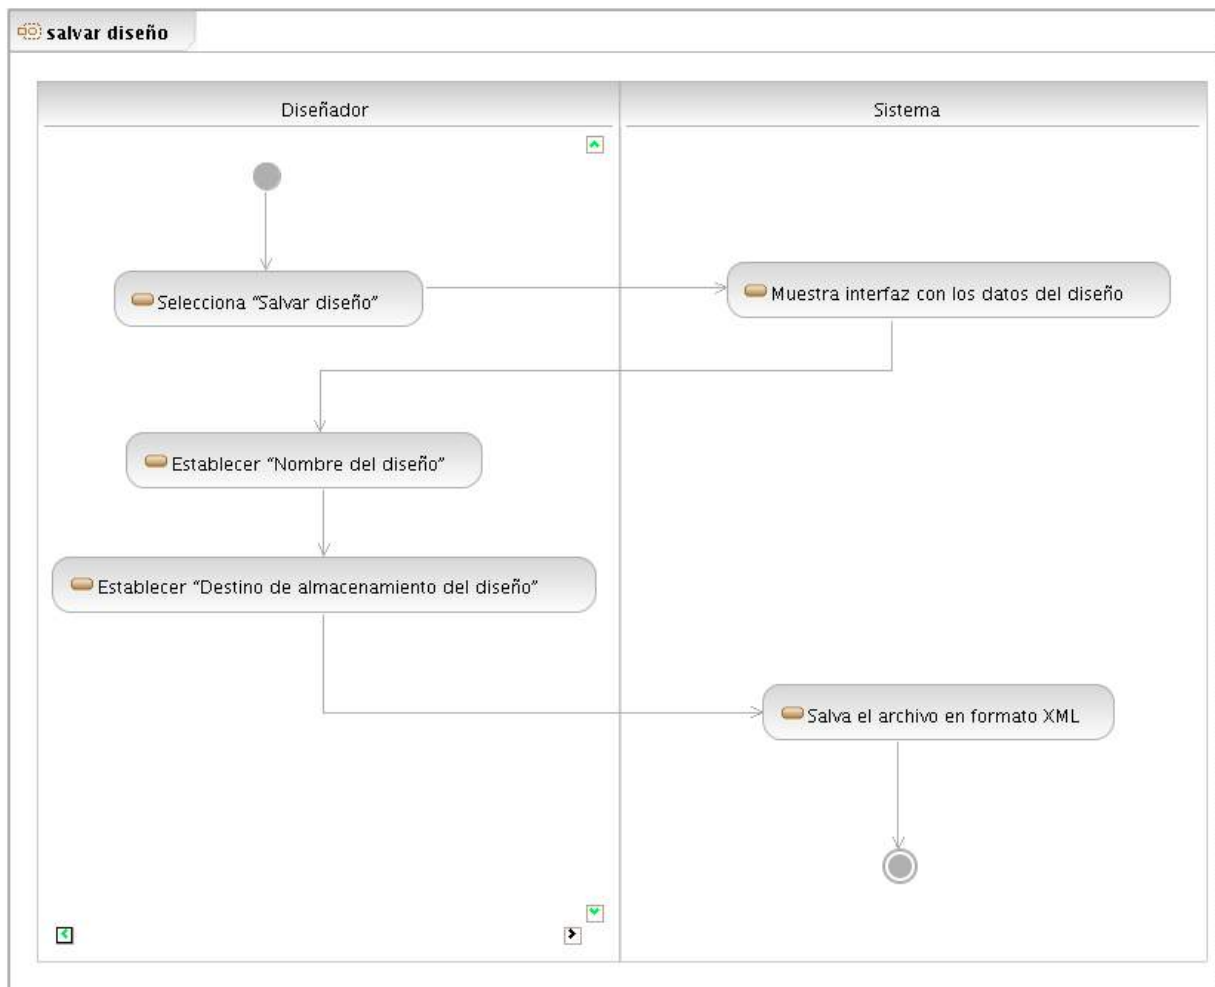 salvar diseño
Diseñador
Sistema
Selecciona “Salvar diseño”
Muestra interfaz con los datos del diseño
Establecer “Nombre del diseño”
Establecer “Destino de almacenamiento del diseño”
Salva el archivo en formato XML